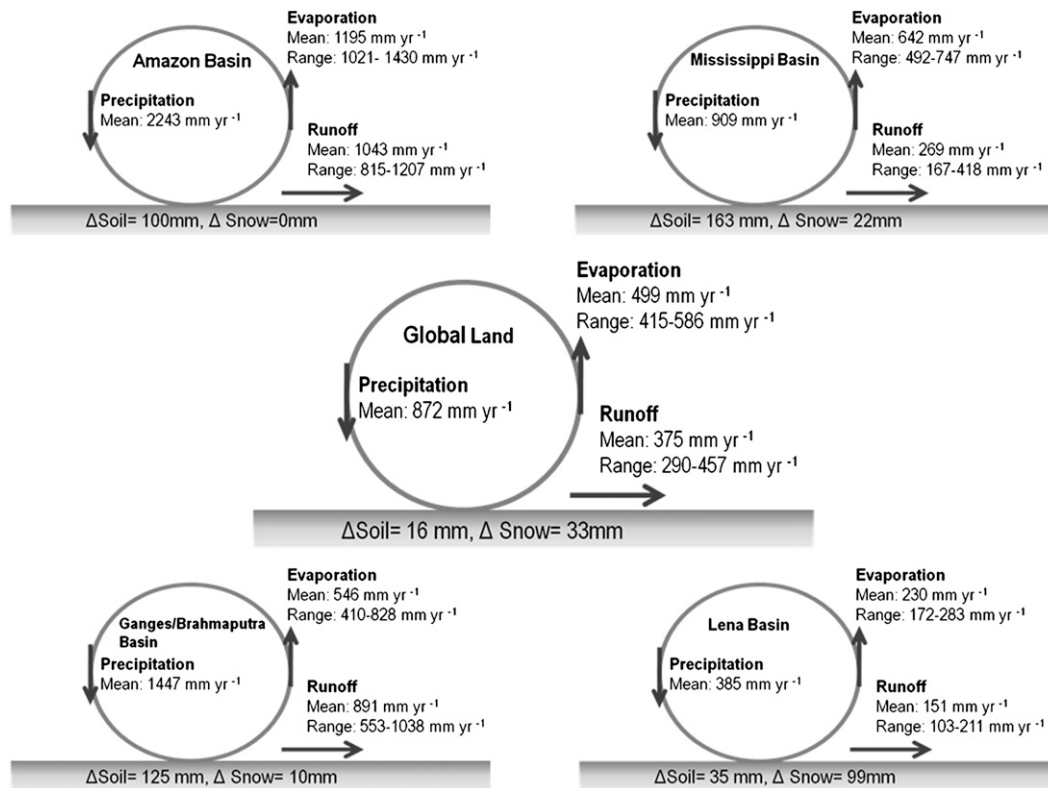 Evaporation
Mean: 1195 mm yr -1
Range: 1021- 1430 mm yr -1
Amazon Basin
Precipitation
Mean: 2243 mm yr -1
Runoff
Mean: 1043 mm yr -1
Range: 815-1207 mm yr -1
ΔSoil= 100mm, Δ Snow=0mm
Evaporation
Mean: 642 mm yr -1
Range: 492-747 mm yr -1
Mississippi Basin
Precipitation
Mean: 909 mm yr -1
Runoff
Mean: 269 mm yr -1
Range: 167-418 mm yr -1
ΔSoil= 163 mm, Δ Snow= 22mm
Evaporation
Mean: 499 mm yr -1
Range: 415-586 mm yr -1
Global Land
Precipitation
Mean: 872 mm yr -1
Runoff
Mean: 375 mm yr -1
Range: 290-457 mm yr -1
ΔSoil= 16 mm, Δ Snow= 33mm
Evaporation
Mean: 546 mm yr -1
Range: 410-828 mm yr -1
Ganges/Brahmaputra
Basin
Precipitation
Mean: 1447 mm yr -1
Runoff
Mean: 891 mm yr -1
Range: 553-1038 mm yr -1
ΔSoil= 125 mm, Δ Snow= 10mm
Evaporation
Mean: 230 mm yr -1
Range: 172-283 mm yr -1
Lena Basin
Precipitation
Mean: 385 mm yr -1
Runoff
Mean: 151 mm yr -1
Range: 103-211 mm yr -1
ΔSoil= 35 mm, Δ Snow= 99mm